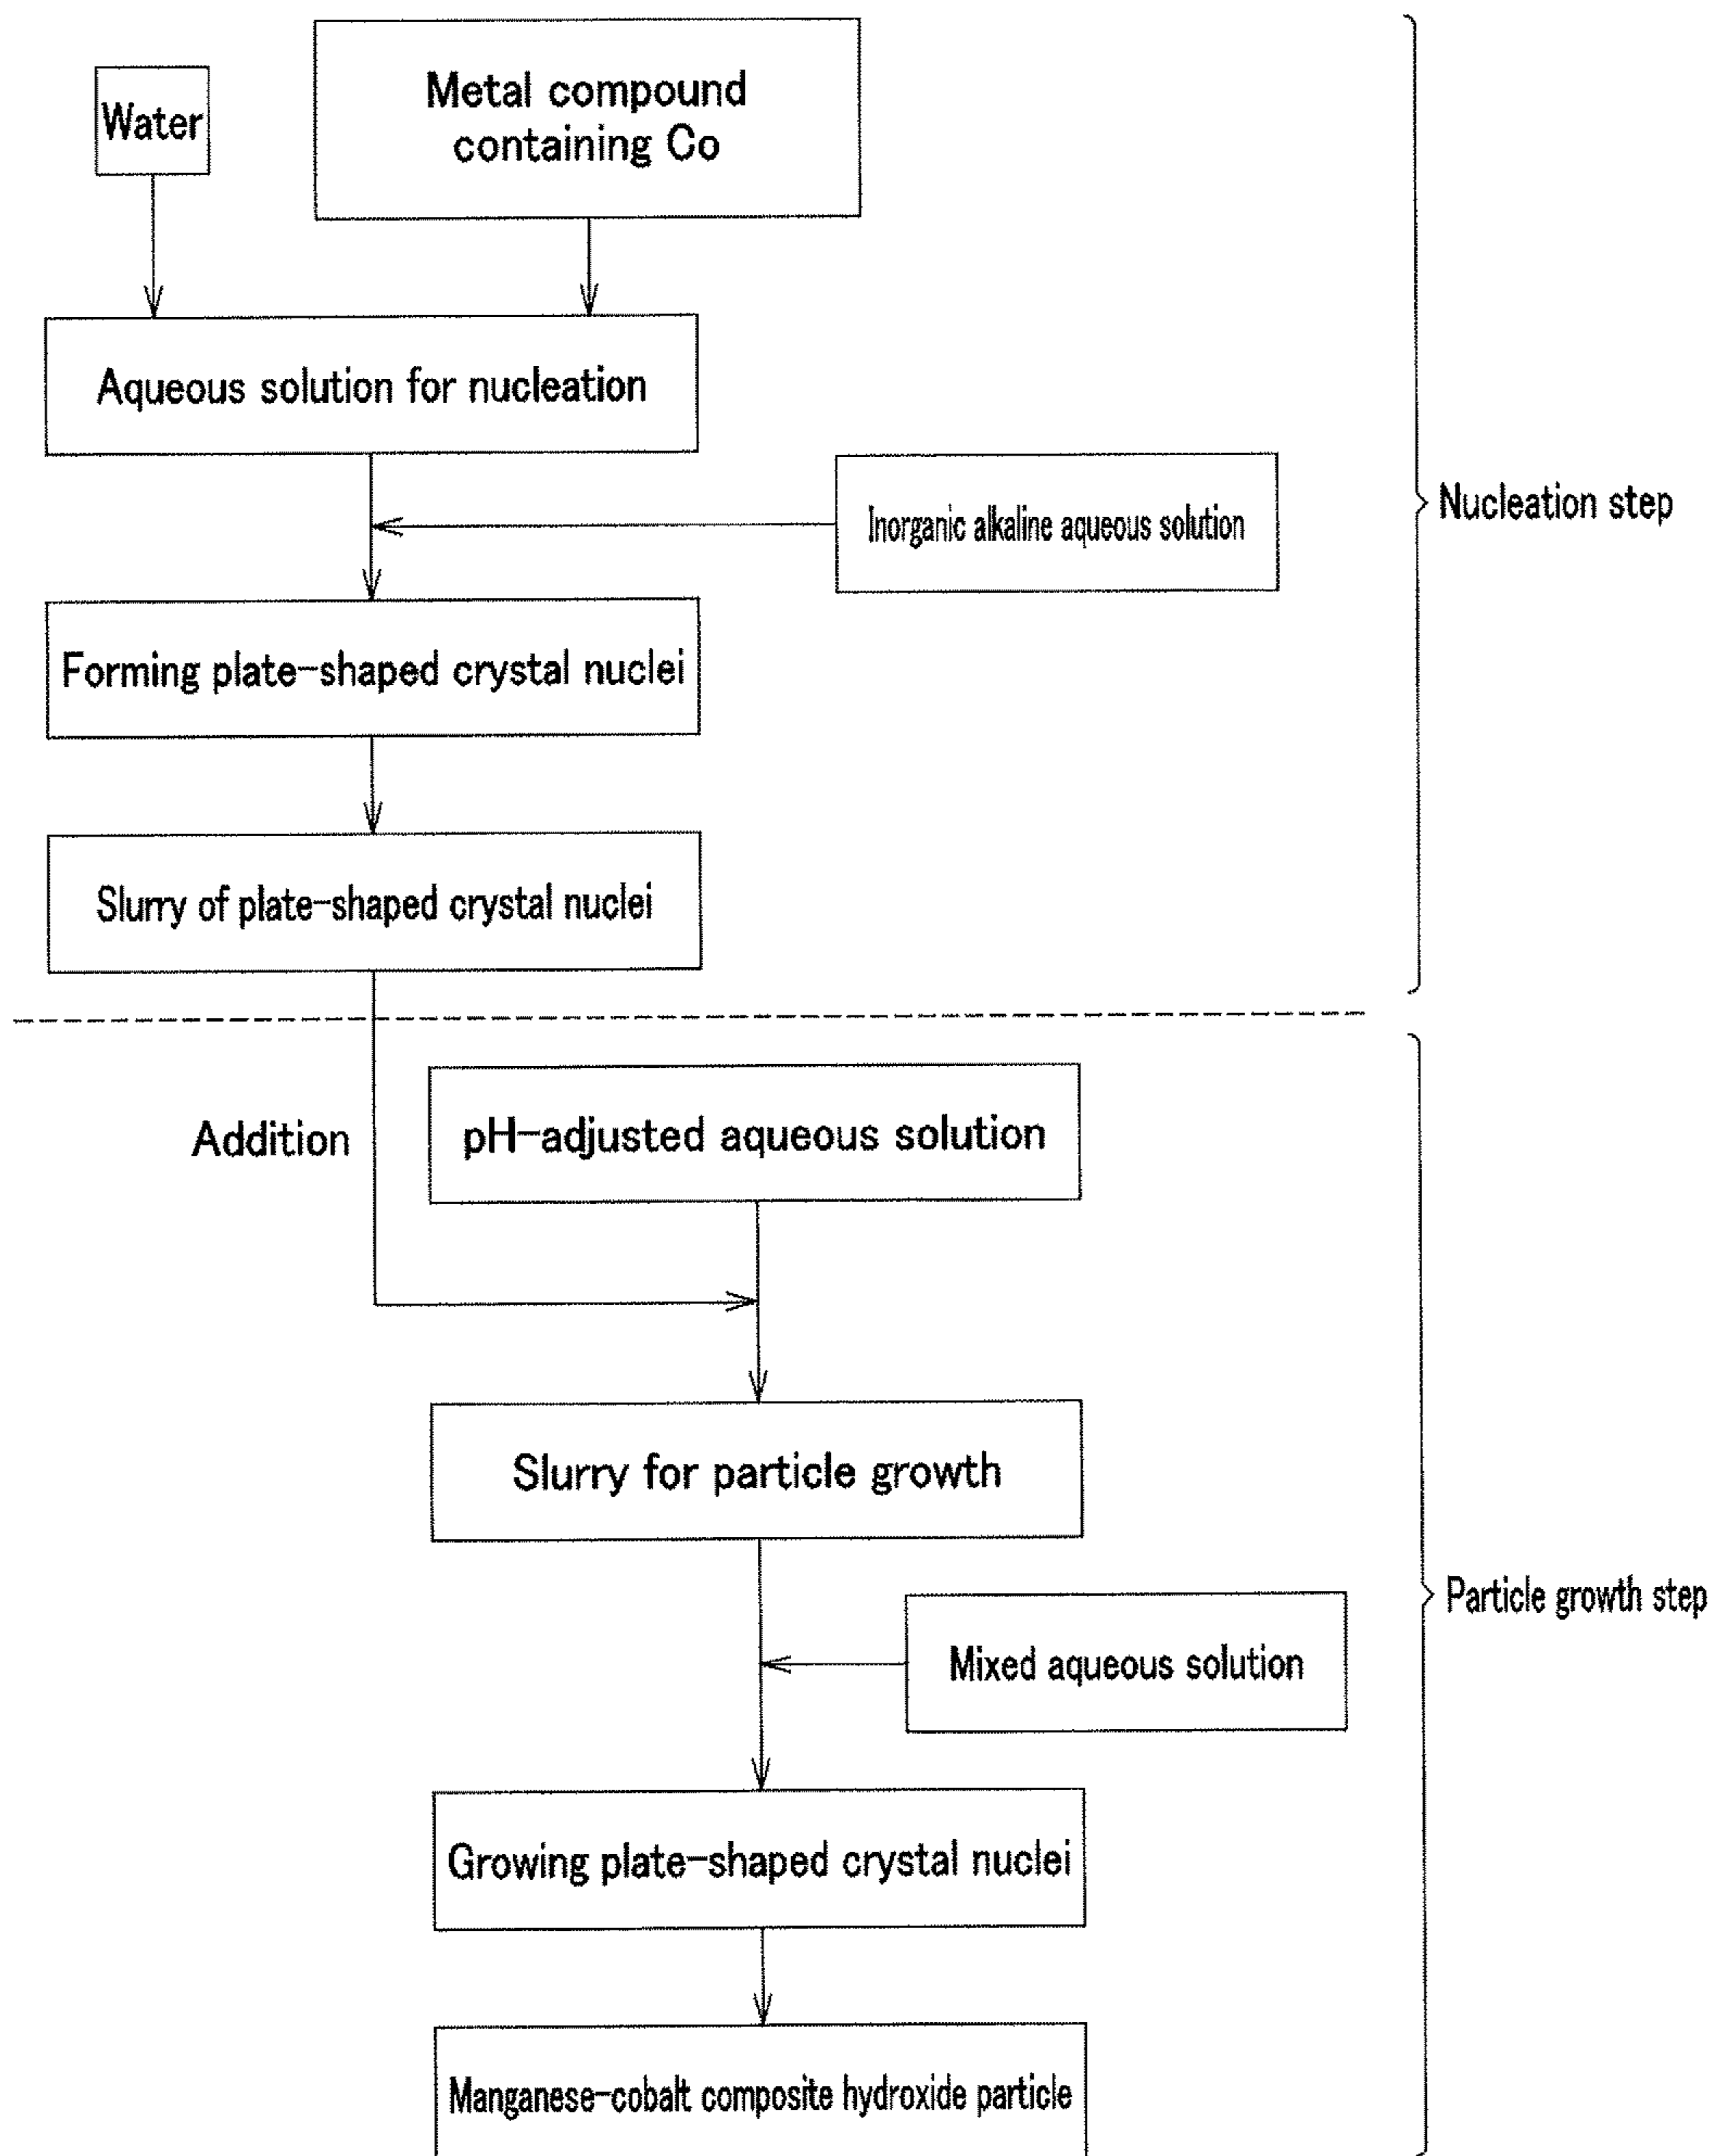 Water
Metal compound
containing Co
Aqueous solution for nucleation
Inorganic alkaline aqueous solution
Nucleation step
Forming plate-shaped crystal nuclei
Slurry of plate-shaped crystal nuclei
Addition
pH-adjusted aqueous solution
Slurry for particle growth
Particle growth step
Mixed aqueous solution
Growing plate-shaped crystal nuclei
Manganese-cobalt composite hydroxide particle